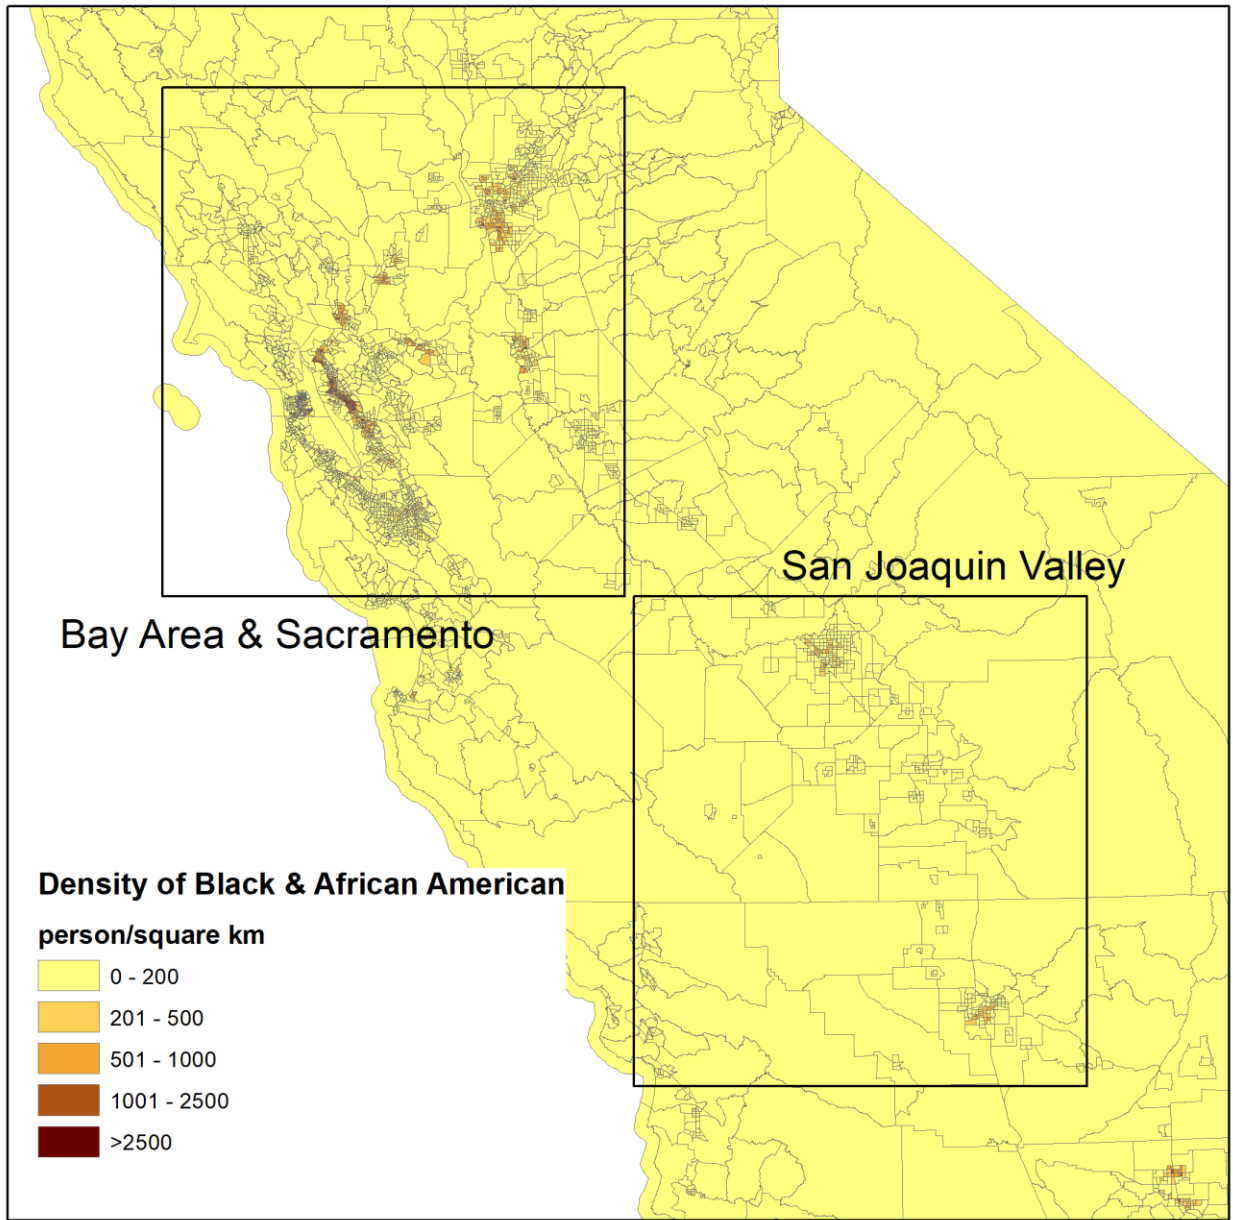 San Joaquin Valley
Bay Area & Sacramento
Density of Black & African American
person/square km
0 - 200
201 - 500
501 - 1000
1001 - 2500
>2500